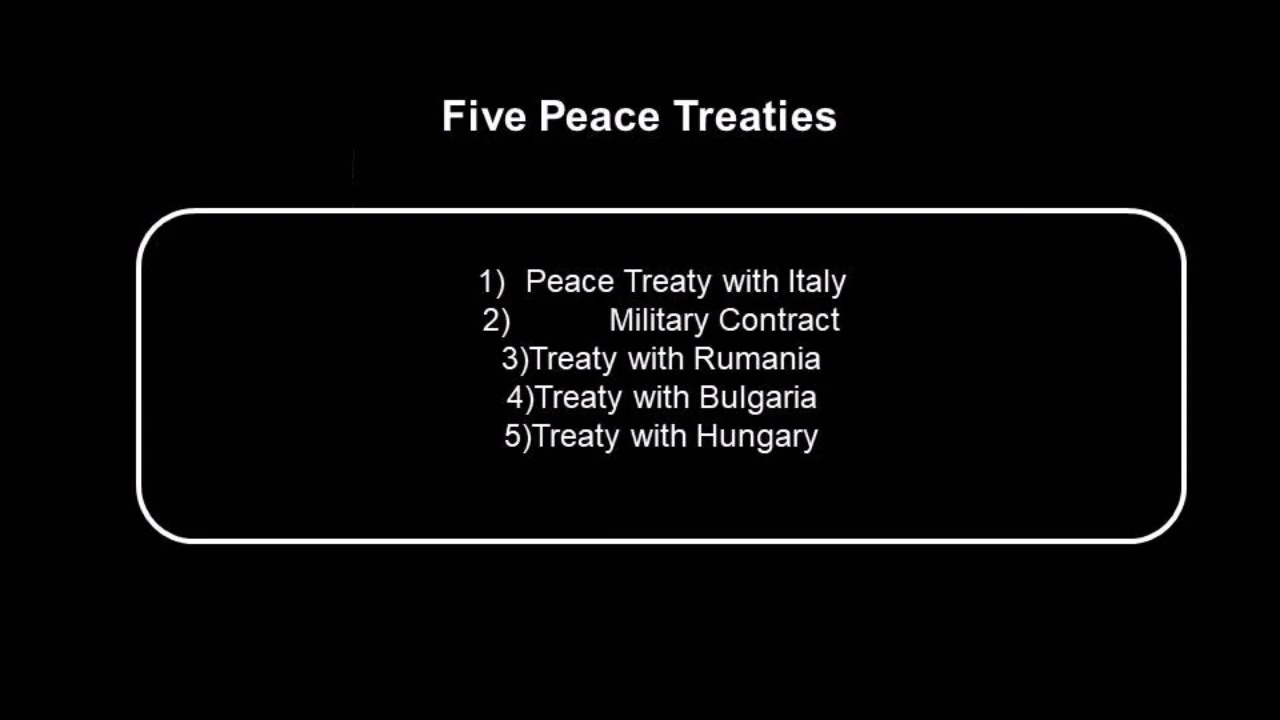 Five Peace Treaties
1) Peace Treaty with Italy
2) Military Contract
3)Treaty with Rumania
4)Treaty with Bulgaria
5)Treaty with Hungary